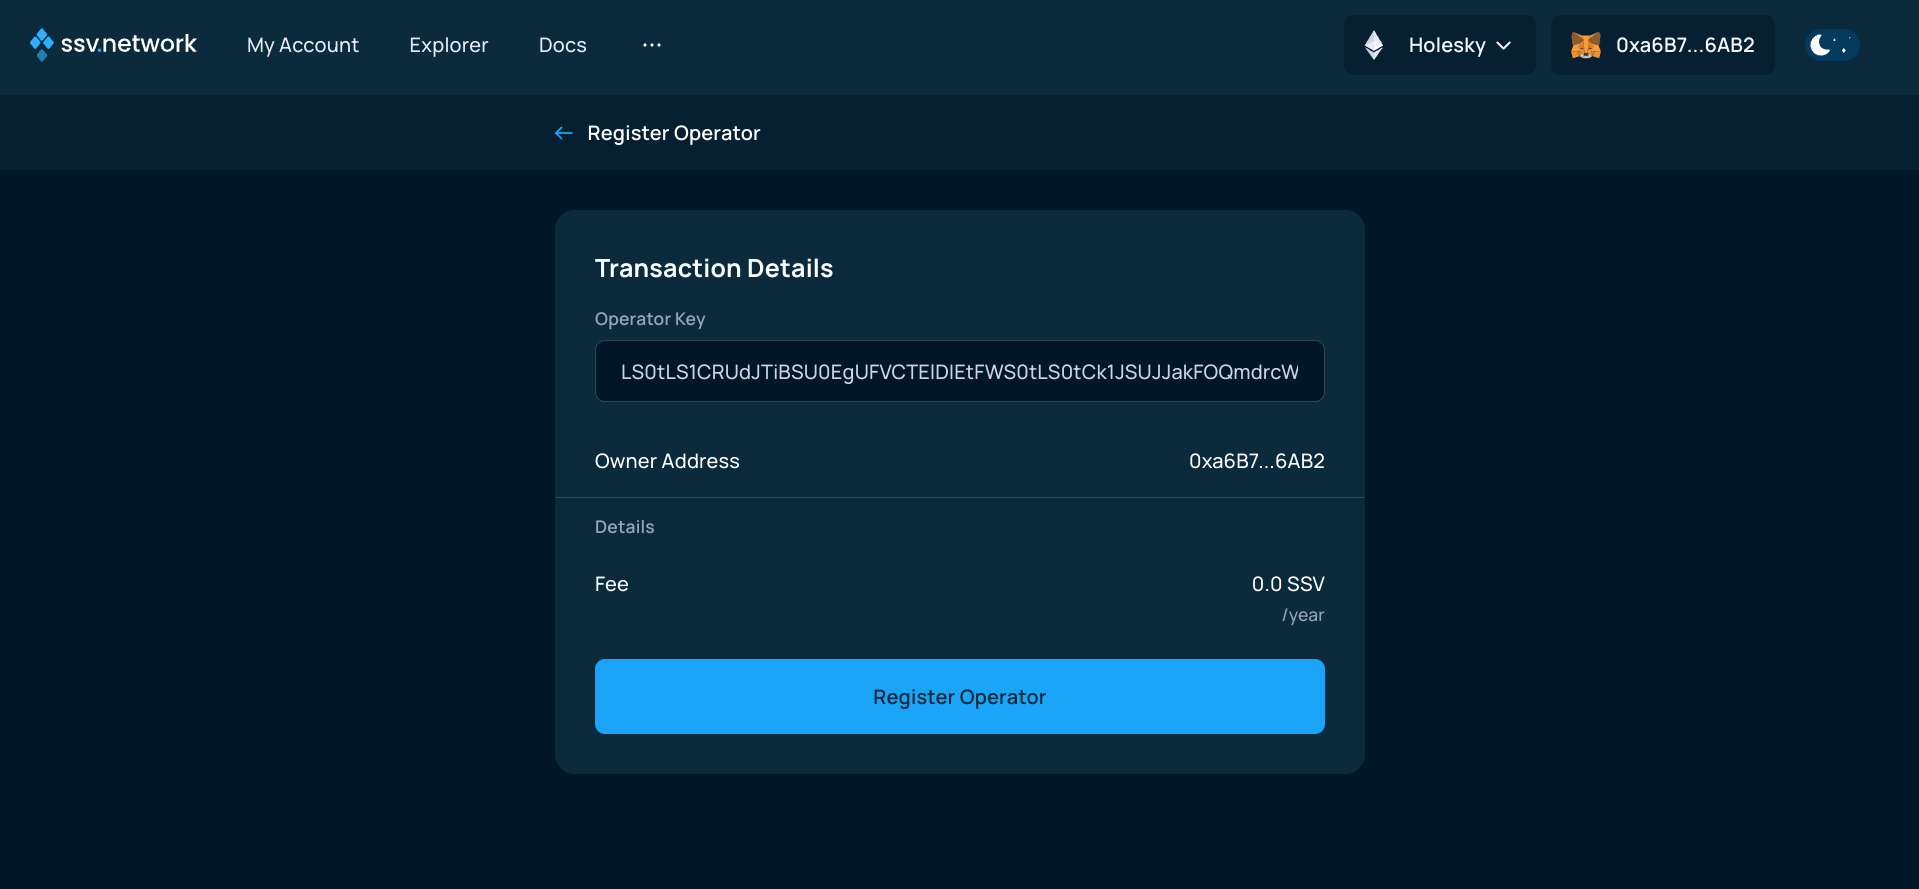 ssv.network My Account Explorer Docs ··· Holesky 0xa6B7...6AB2
Register Operator
Transaction Details
Operator Key
LS0tLS1CRUdJTiBSU0EgUFVCTElDIEtFWS0tLS0tCk1JSUJJakFOQmdrcW
Owner Address 0xa6B7...6AB2
Details
Fee 0.0 SSV
/year
Register Operator